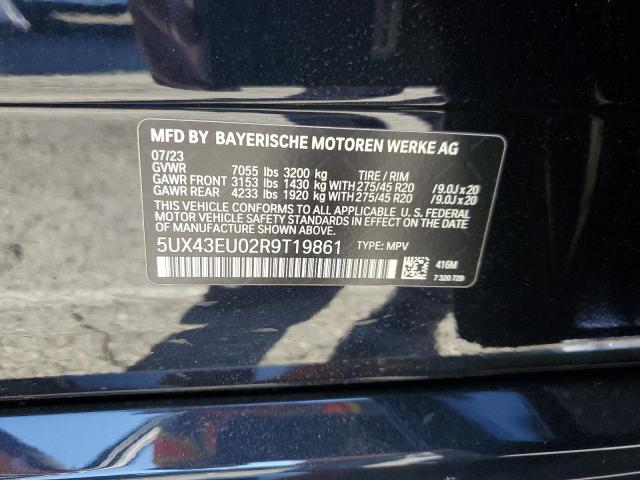 MFD BY BAYERISCHE MOTOREN WERKE AG
07/23
GVWR 7055 lbs 3200 kg TIRE / RIM
GAWR FRONT 3153 lbs 1430 kg WITH 275/45 R20 /9.0J x 20
GAWR REAR 4233 lbs 1920 kg WITH 275/45 R20 /9.0J x 20
THIS VEHICLE CONFORMS TO ALL APPLICABLE U.S. FEDERAL
MOTOR VEHICLE SAFETY STANDARDS IN EFFECT ON THE DATE
OF MANUFACTURE SHOWN ABOVE.
5UX43EU02R9T19861 TYPE: MPV
416M
7 320 729